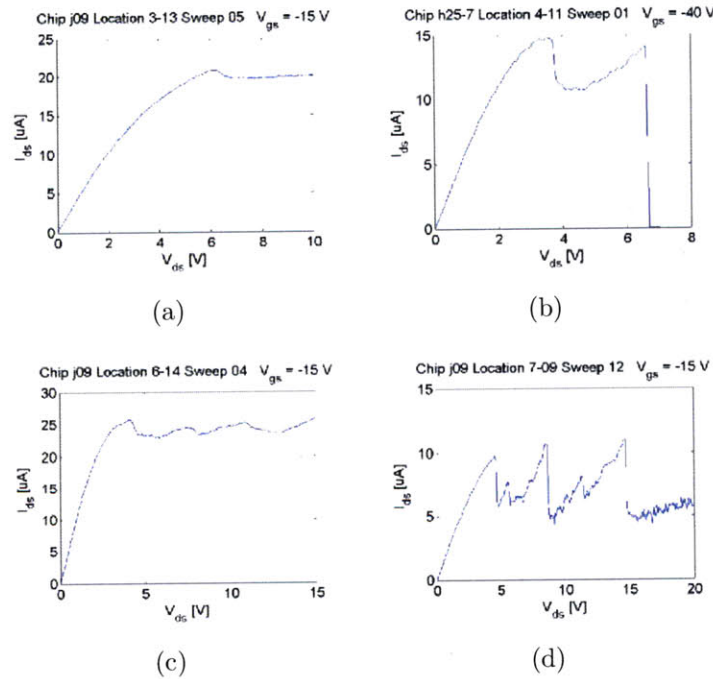 Chip j09 Location 3-13 Sweep 05 V_gs = -15 V
25
20
15
10
5
0
I_ds [uA]
0 2 4 6 8 10
V_ds [V]
(a)
Chip h25-7 Location 4-11 Sweep 01 V_gs = -40 V
15
10
5
0
I_ds [uA]
0 2 4 6 8
V_ds [V]
(b)
Chip j09 Location 6-14 Sweep 04 V_gs = -15 V
30
25
20
15
10
5
0
I_ds [uA]
0 5 10 15
V_ds [V]
(c)
Chip j09 Location 7-09 Sweep 12 V_gs = -15 V
15
10
5
0
I_ds [uA]
0 5 10 15 20
V_ds [V]
(d)